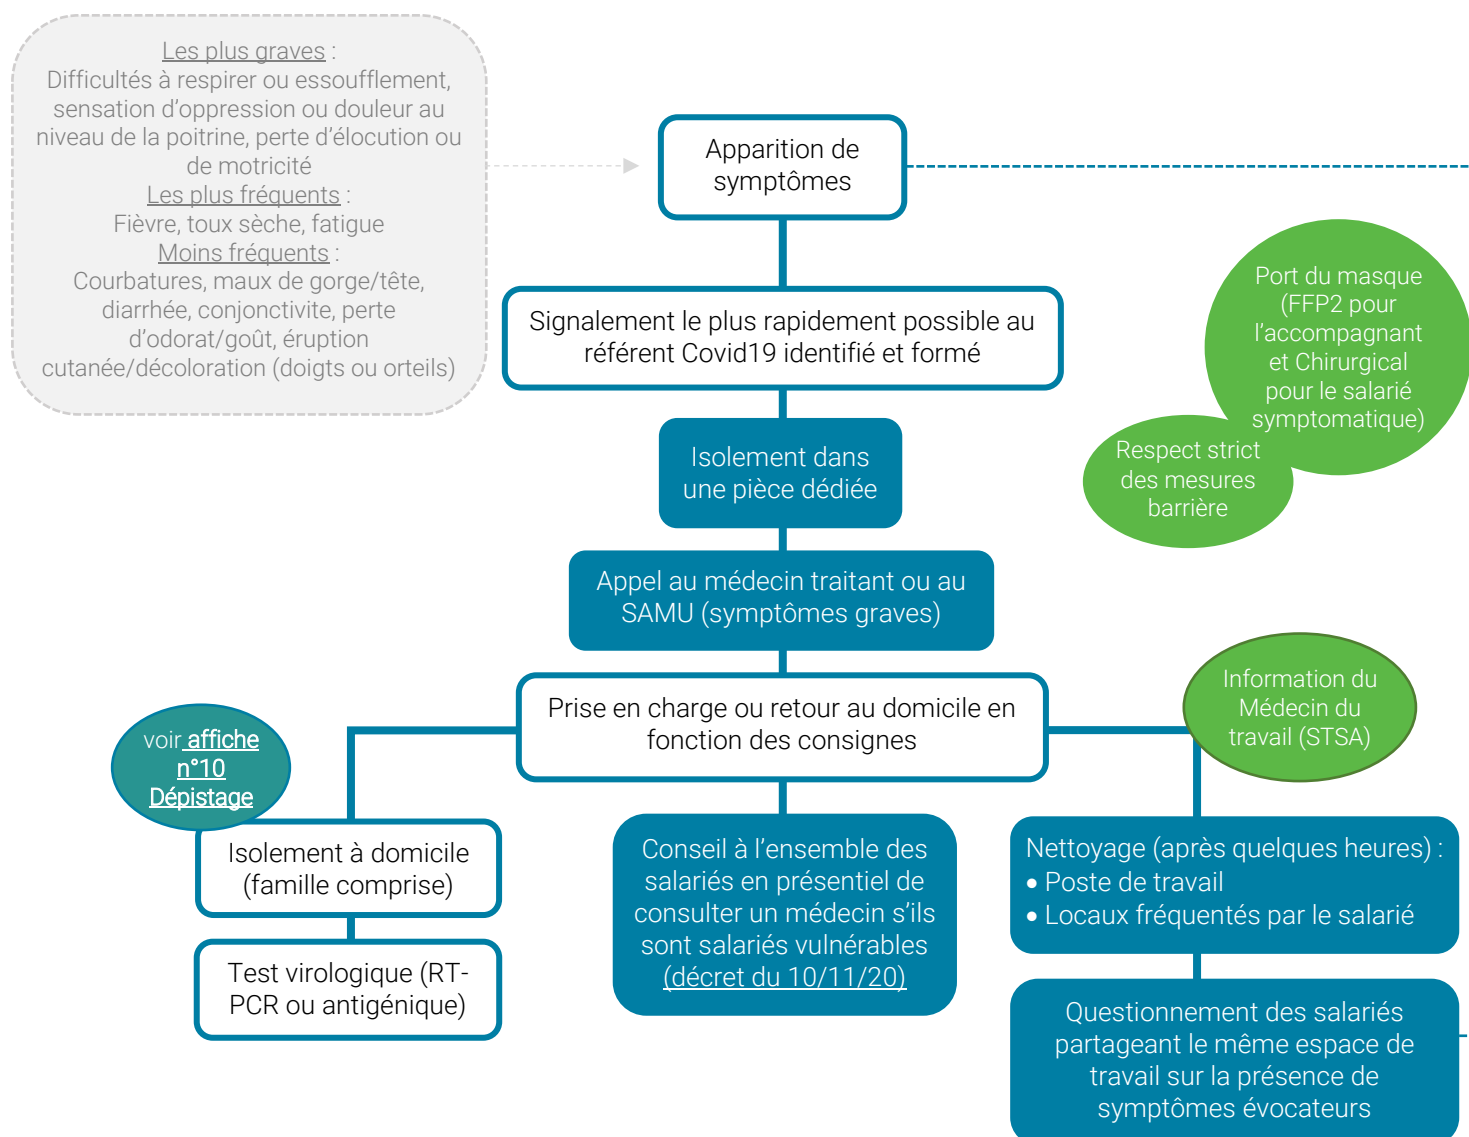 Les plus graves :
Difficultés à respirer ou essoufflement,
sensation d'oppression ou douleur au
niveau de la poitrine, perte d'élocution ou
de motricité
Les plus fréquents :
Fièvre, toux sèche, fatigue
Moins fréquents :
Courbatures, maux de gorge/tête,
diarrhée, conjonctivite, perte
d'odorat/goût, éruption
cutanée/décoloration (doigts ou orteils)
Apparition de
symptômes
Signalement le plus rapidement possible au
référent Covid19 identifié et formé
Port du masque
(FFP2 pour
l'accompagnant
et Chirurgical
pour le salarié
symptomatique)
Respect strict
des mesures
barrière
Isolement dans
une pièce dédiée
Appel au médecin traitant ou au
SAMU (symptômes graves)
Prise en charge ou retour au domicile en
fonction des consignes
Information du
Médecin du
travail (STSA)
voir affiche
n°10
Dépistage
Isolement à domicile
(famille comprise)
Test virologique (RT-
PCR ou antigénique)
Conseil à l'ensemble des
salariés en présentiel de
consulter un médecin s'ils
sont salariés vulnérables
(décret du 10/11/20)
Nettoyage (après quelques heures) :
• Poste de travail
• Locaux fréquentés par le salarié
Questionnement des salariés
partageant le même espace de
travail sur la présence de
symptômes évocateurs